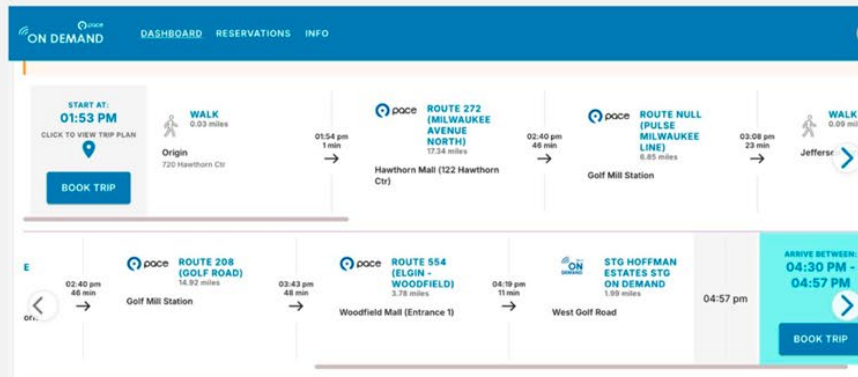 pace
ON DEMAND
DASHBOARD RESERVATIONS INFO
START AT:
01:53 PM
CLICK TO VIEW TRIP PLAN
BOOK TRIP
WALK
0.03 miles
Origin
720 Hawthorn Ctr
01:54 pm
1 min
pace
ROUTE 272
(MILWAUKEE
AVENUE
NORTH)
17.34 miles
Hawthorn Mall (122 Hawthorn
Ctr)
02:40 pm
46 min
pace
ROUTE NULL
(PULSE
MILWAUKEE
LINE)
6.85 miles
Golf Mill Station
03:08 pm
23 min
WALK
0.09 mil
Jefferso
E
or
02:40 pm
46 min
pace
ROUTE 208
(GOLF ROAD)
14.92 miles
Golf Mill Station
03:43 pm
48 min
pace
ROUTE 554
(ELGIN -
WOODFIELD)
3.78 miles
Woodfield Mall (Entrance 1)
04:19 pm
11 min
ON
DEMAND
STG HOFFMAN
ESTATES STG
ON DEMAND
1.99 miles
West Golf Road
04:57 pm
ARRIVE BETWEEN:
04:30 PM -
04:57 PM
BOOK TRIP